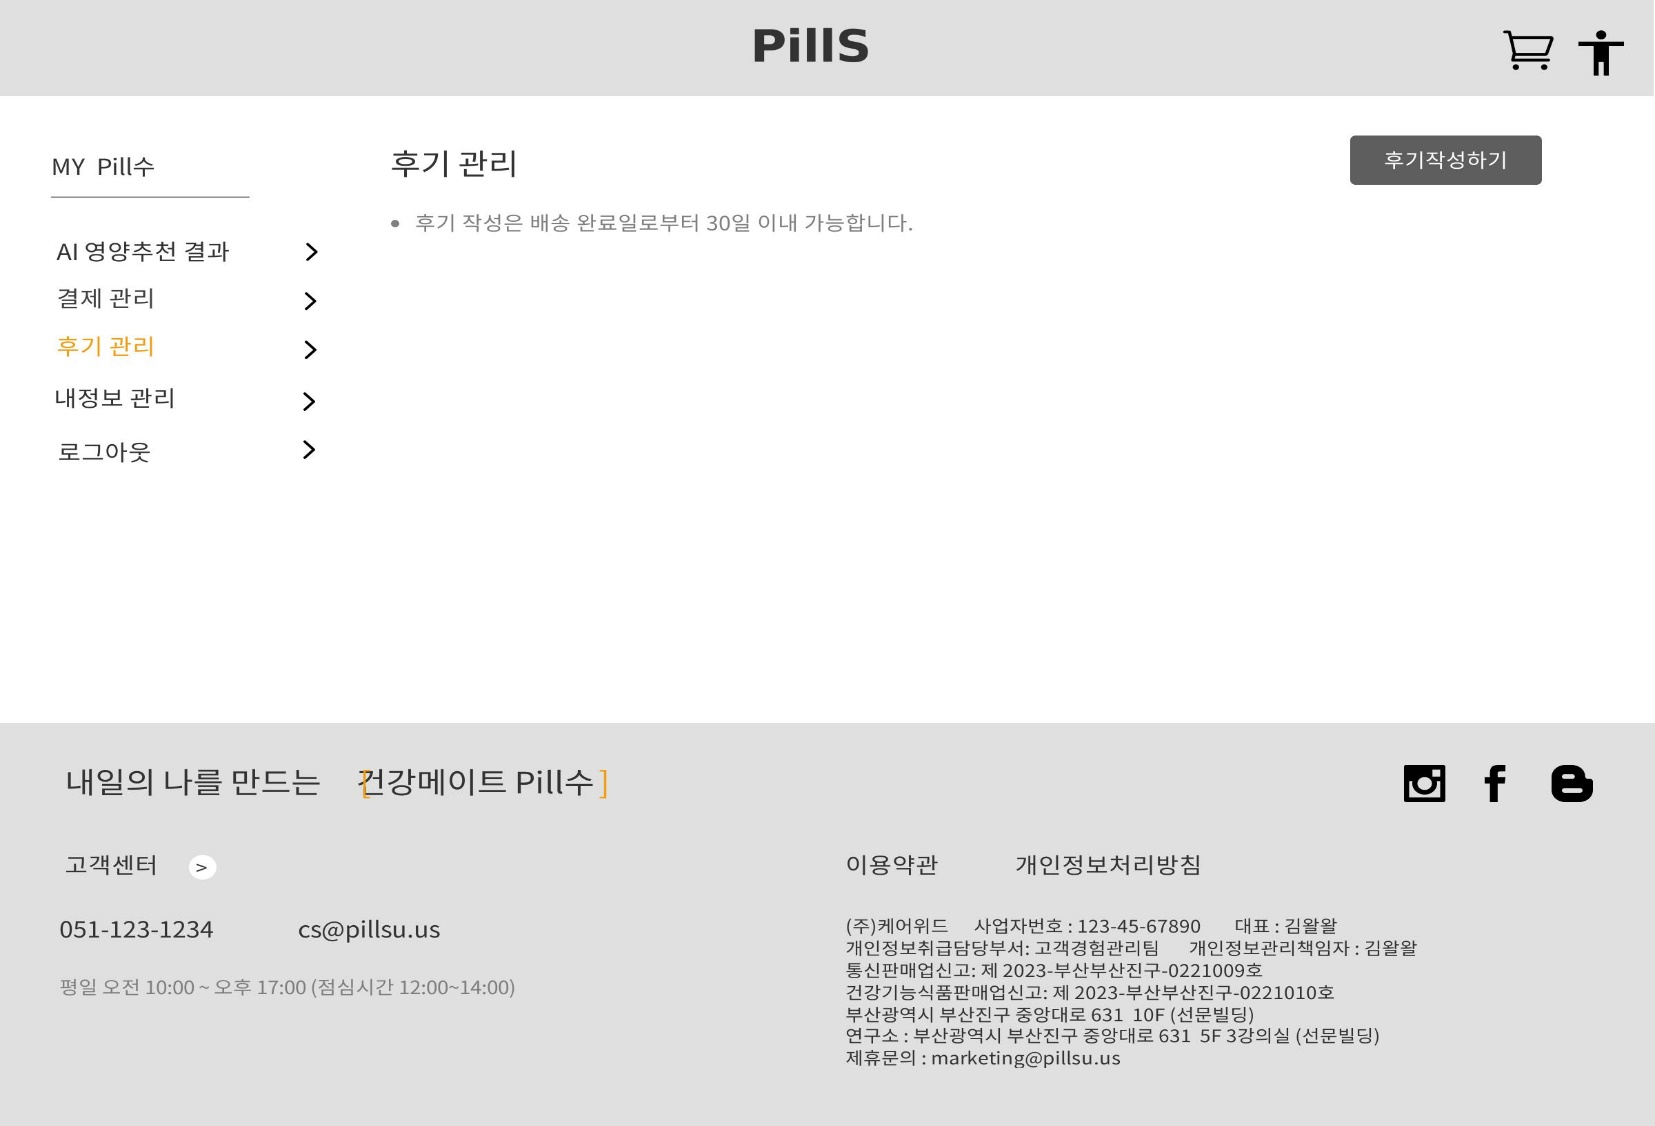 PillS
MY  Pill수
AI 영양추천 결과
결제 관리
후기 관리
내정보 관리
로그아웃
후기 관리
후기작성하기
• 후기 작성은 배송 완료일로부터 30일 이내 가능합니다.
내일의 나를 만드는 [건강메이트 Pill수]
고객센터 >
051-123-1234 cs@pillsu.us
평일 오전 10:00 ~ 오후 17:00 (점심시간 12:00~14:00)
이용약관 개인정보처리방침
(주)케어위드 사업자번호 : 123-45-67890 대표 : 김왈왈
개인정보취급담당부서: 고객경험관리팀 개인정보관리책임자 : 김왈왈
통신판매업신고: 제 2023-부산부산진구-0221009호
건강기능식품판매업신고: 제 2023-부산부산진구-0221010호
부산광역시 부산진구 중앙대로 631  10F (선문빌딩)
연구소 : 부산광역시 부산진구 중앙대로 631  5F 3강의실 (선문빌딩)
제휴문의 : marketing@pillsu.us